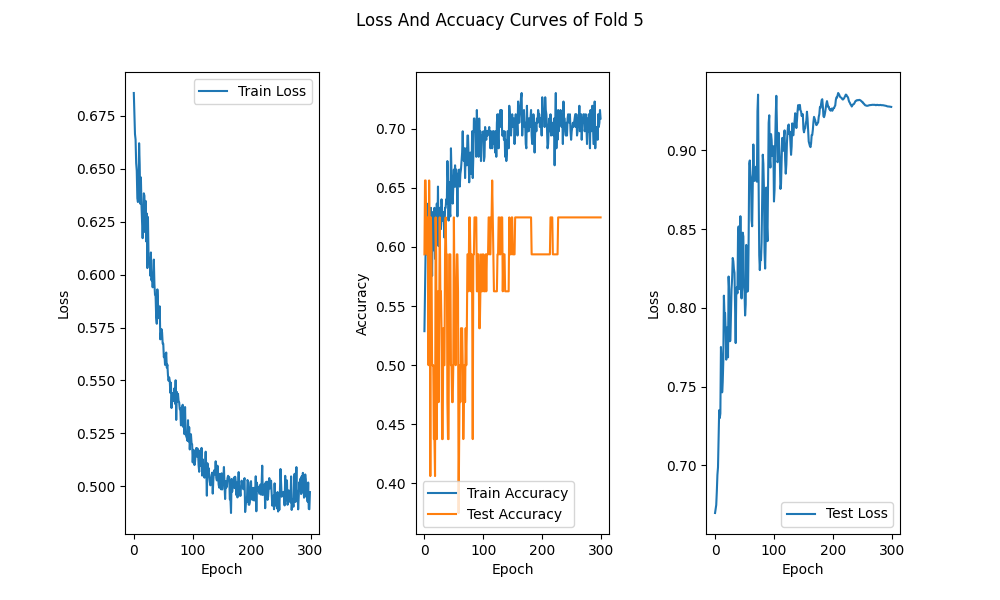 Loss And Accuacy Curves of Fold 5
Loss
0.675
0.650
0.625
0.600
0.575
0.550
0.525
0.500
Train Loss
0
100
200
300
Epoch
Accuracy
0.70
0.65
0.60
0.55
0.50
0.45
0.40
Train Accuracy
Test Accuracy
0
100
200
300
Epoch
Loss
0.90
0.85
0.80
0.75
0.70
Test Loss
0
100
200
300
Epoch